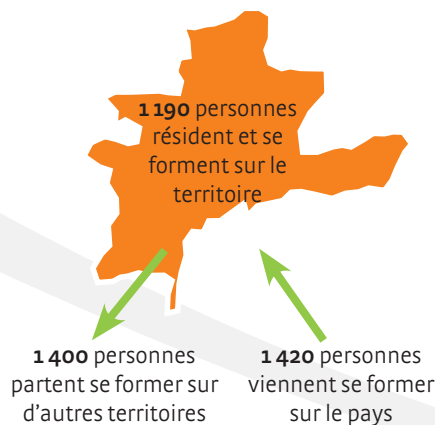 1 190 personnes
résident et se
forment sur le
territoire
1 400 personnes
partent se former sur
d'autres territoires
1 420 personnes
viennent se former
sur le pays